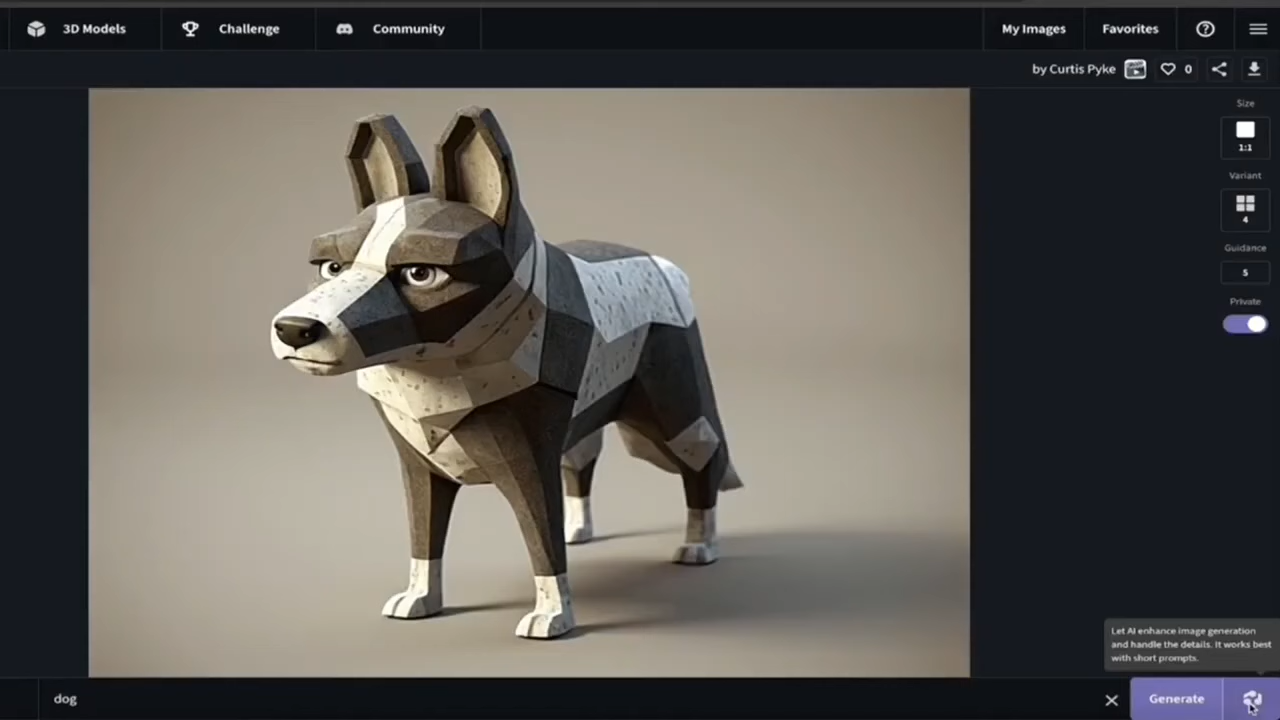 3D Models
Challenge
Community
My Images
Favorites
?
by Curtis Pyke
0
Size
1:1
Variant
4
Guidance
5
Private
Let AI enhance image generation
and handle the details. It works best
with short prompts.
dog
Generate